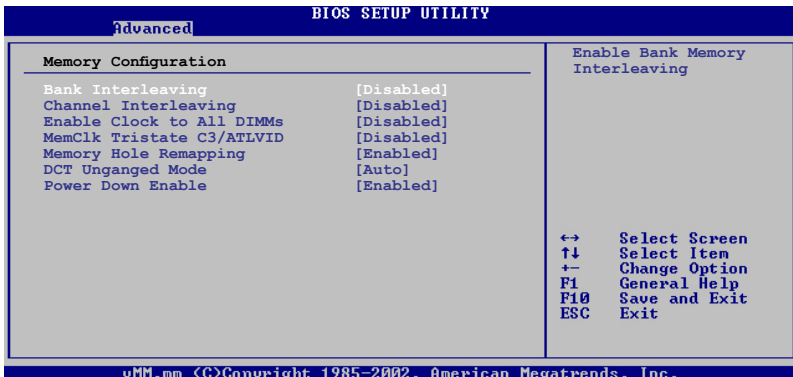 BIOS SETUP UTILITY
Advanced
Memory Configuration
Bank Interleaving [Disabled]
Channel Interleaving [Disabled]
Enable Clock to All DIMMs [Disabled]
MemClk Tristate C3/ATLVID [Disabled]
Memory Hole Remapping [Enabled]
DCT Unganged Mode [Auto]
Power Down Enable [Enabled]
Enable Bank Memory
Interleaving
←→ Select Screen
↑↓ Select Item
+- Change Option
F1 General Help
F10 Save and Exit
ESC Exit
vMM.mm (C)Copyright 1985-2002, American Megatrends, Inc.